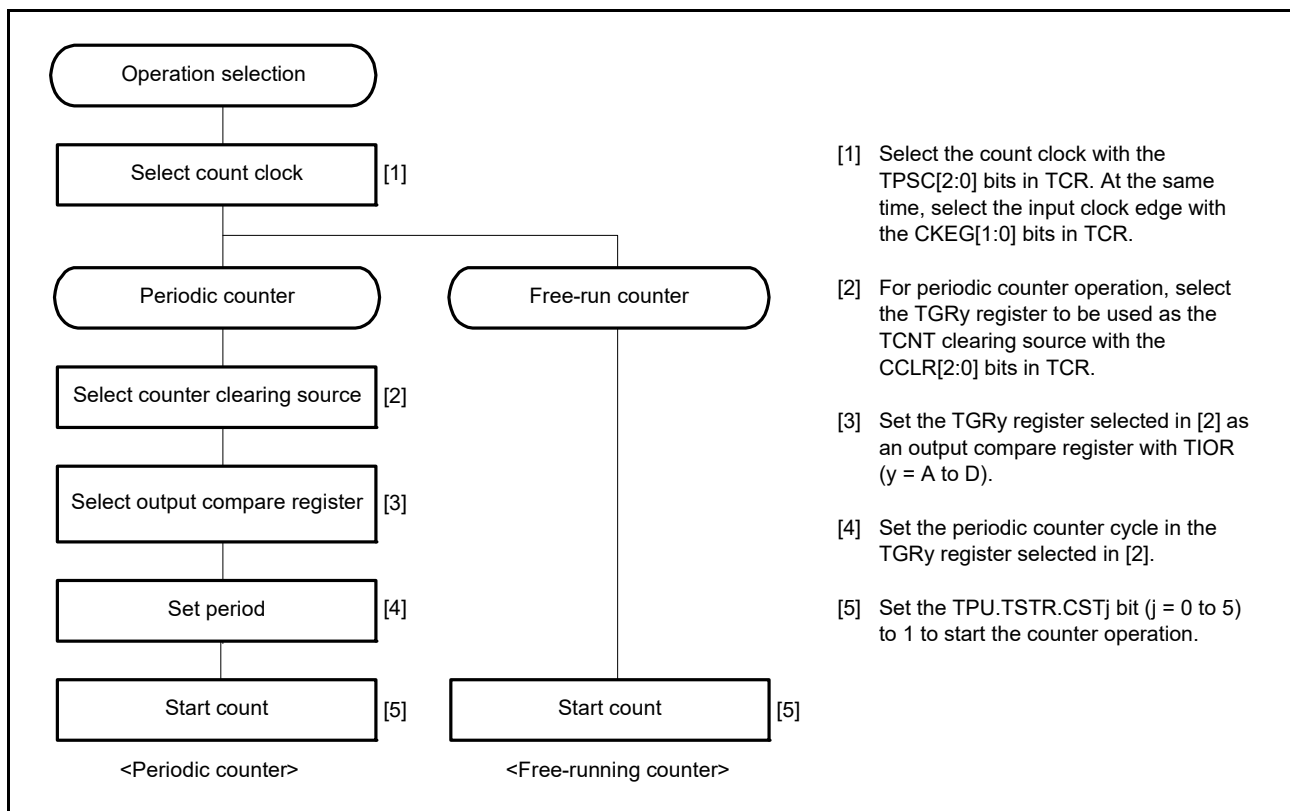 Operation selection
Select count clock
[1]
Periodic counter
Free-run counter
Select counter clearing source
[2]
Select output compare register
[3]
Set period
[4]
Start count
[5]
Start count
[5]
<Periodic counter>
<Free-running counter>
[1] Select the count clock with the
TPSC[2:0] bits in TCR. At the same
time, select the input clock edge with
the CKEG[1:0] bits in TCR.
[2] For periodic counter operation, select
the TGRy register to be used as the
TCNT clearing source with the
CCLR[2:0] bits in TCR.
[3] Set the TGRy register selected in [2] as
an output compare register with TIOR
(y = A to D).
[4] Set the periodic counter cycle in the
TGRy register selected in [2].
[5] Set the TPU.TSTR.CSTj bit (j = 0 to 5)
to 1 to start the counter operation.